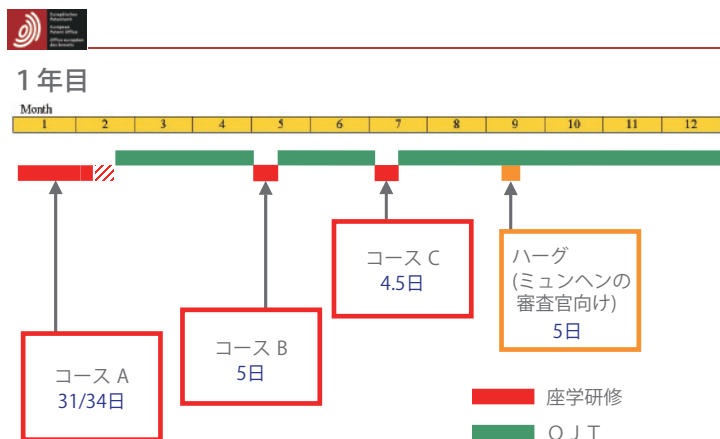 Europäisches
Patentamt
European
Patent Office
Office européen
des brevets
1 年目
Month
1 2 3 4 5 6 7 8 9 10 11 12
コース C
4.5日
ハーグ
(ミュンヘンの
審査官向け)
5日
コース B
5日
コース A
31/34日
座学研修
O J T